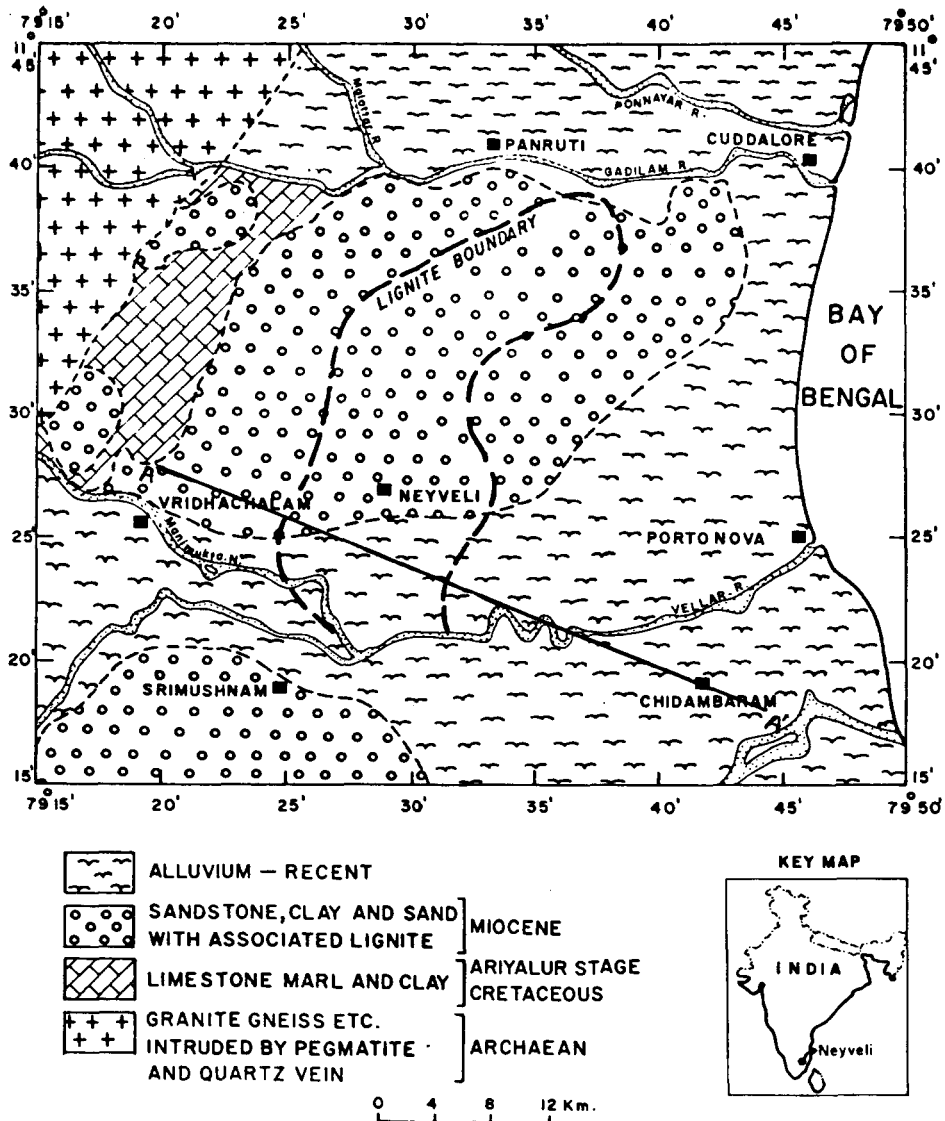 79° 15' 20' 25' 30' 35' 40' 45' 79° 50'
11° 45'
11° 45'
Malattar R.
PONNAYAR R.
PANRUTI
CUDDALORE
GADILAM R.
40'
40'
LIGNITE BOUNDARY
35'
35'
BAY
OF
BENGAL
30'
30'
A
VRIDHACHALAM
NEYVELI
25'
25'
Manimukta N.
PORTO NOVA
VELLAR R.
20'
20'
SRIMUSHNAM
CHIDAMBARAM
A'
15'
15'
79° 15' 20' 25' 30' 35' 40' 45' 79° 50'
ALLUVIUM — RECENT
SANDSTONE, CLAY AND SAND
WITH ASSOCIATED LIGNITE
MIOCENE
LIMESTONE MARL AND CLAY
ARIYALUR STAGE
CRETACEOUS
GRANITE GNEISS ETC.
INTRUDED BY PEGMATITE
AND QUARTZ VEIN
ARCHAEAN
KEY MAP
INDIA
Neyveli
0 4 8 12 Km.